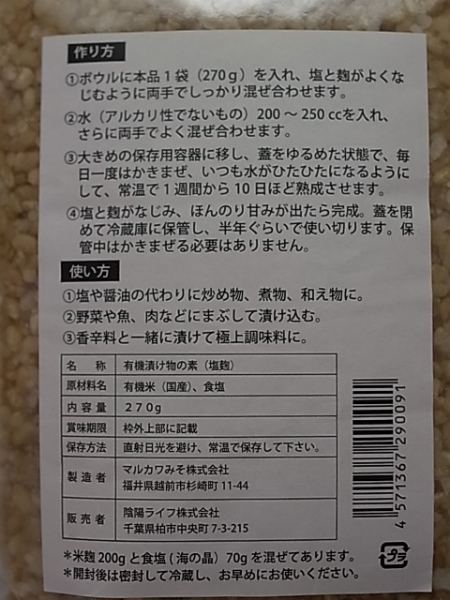 作り方
①ボウルに本品1袋（270g）を入れ、塩と麹がよくな
じむように両手でしっかり混ぜ合わせます。
②水（アルカリ性でないもの）200～250 ccを入れ、
さらに両手でよく混ぜ合わせます。
③大きめの保存用容器に移し、蓋をゆるめた状態で、毎
日一度はかきまぜ、いつも水がひたひたになるように
して、常温で1週間から10日ほど熟成させます。
④塩と麹がなじみ、ほんのり甘みが出たら完成。蓋を閉
めて冷蔵庫に保管し、半年ぐらいで使い切ります。保
管中はかきまぜる必要はありません。
使い方
①塩や醤油の代わりに炒め物、煮物、和え物に。
②野菜や魚、肉などにまぶして漬け込む。
③香辛料と一緒に漬けて極上調味料に。
名 称 有機漬け物の素（塩麹）
原材料名 有機米（国産）、食塩
内容量 270g
賞味期限 枠外上部に記載
保存方法 直射日光を避け、常温で保存して下さい。
製造者 マルカワみそ株式会社
福井県越前市杉崎町11-44
販売者 陰陽ライフ株式会社
千葉県柏市中央町7-3-215
4 571367 290091
プラ
＊米麹200gと食塩(海の晶)70gを混ぜてあります。
＊開封後は密封して冷蔵し、お早めにお使いください。